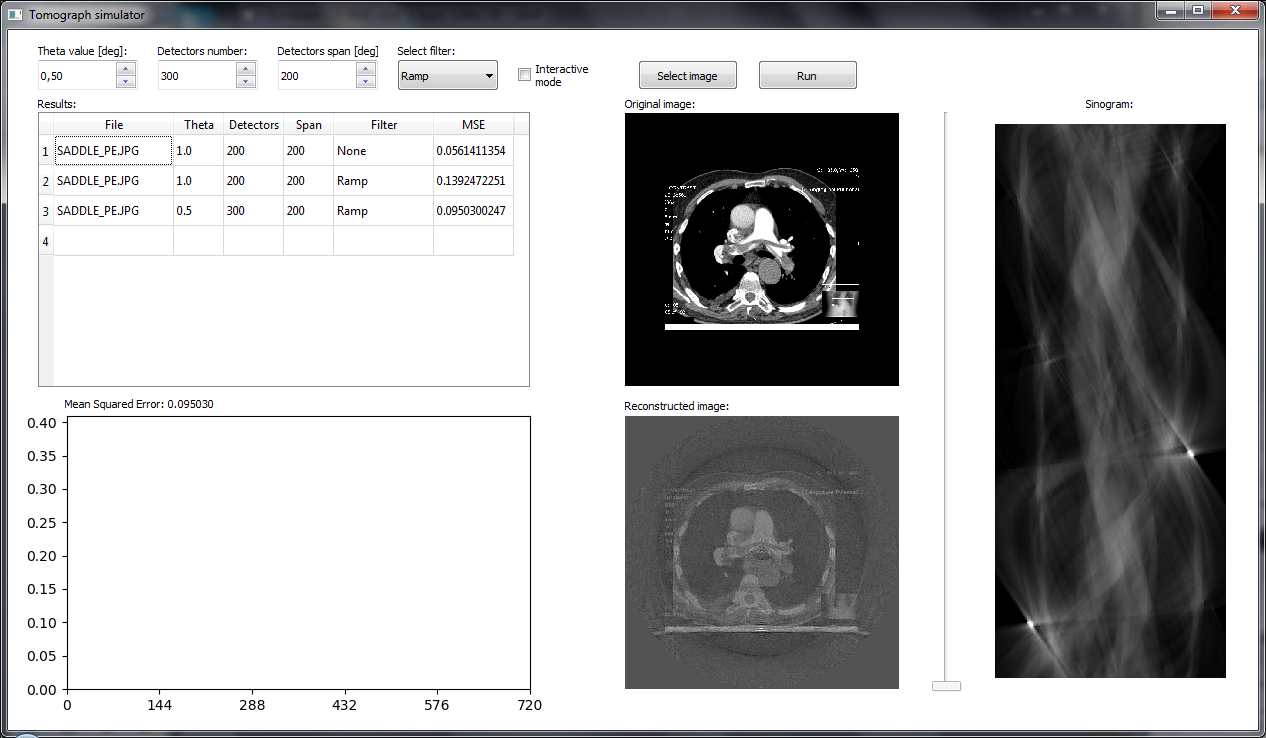 Tomograph simulator
Theta value [deg]: Detectors number: Detectors span [deg] Select filter:
0,50 300 200 Ramp
Interactive mode
Select image Run
Results:
File Theta Detectors Span Filter MSE
1 SADDLE_PE.JPG 1.0 200 200 None 0.0561411354
2 SADDLE_PE.JPG 1.0 200 200 Ramp 0.1392472251
3 SADDLE_PE.JPG 0.5 300 200 Ramp 0.0950300247
4
Original image:
Sinogram:
Mean Squared Error: 0.095030
0.40
0.35
0.30
0.25
0.20
0.15
0.10
0.05
0.00
0 144 288 432 576 720
Reconstructed image: